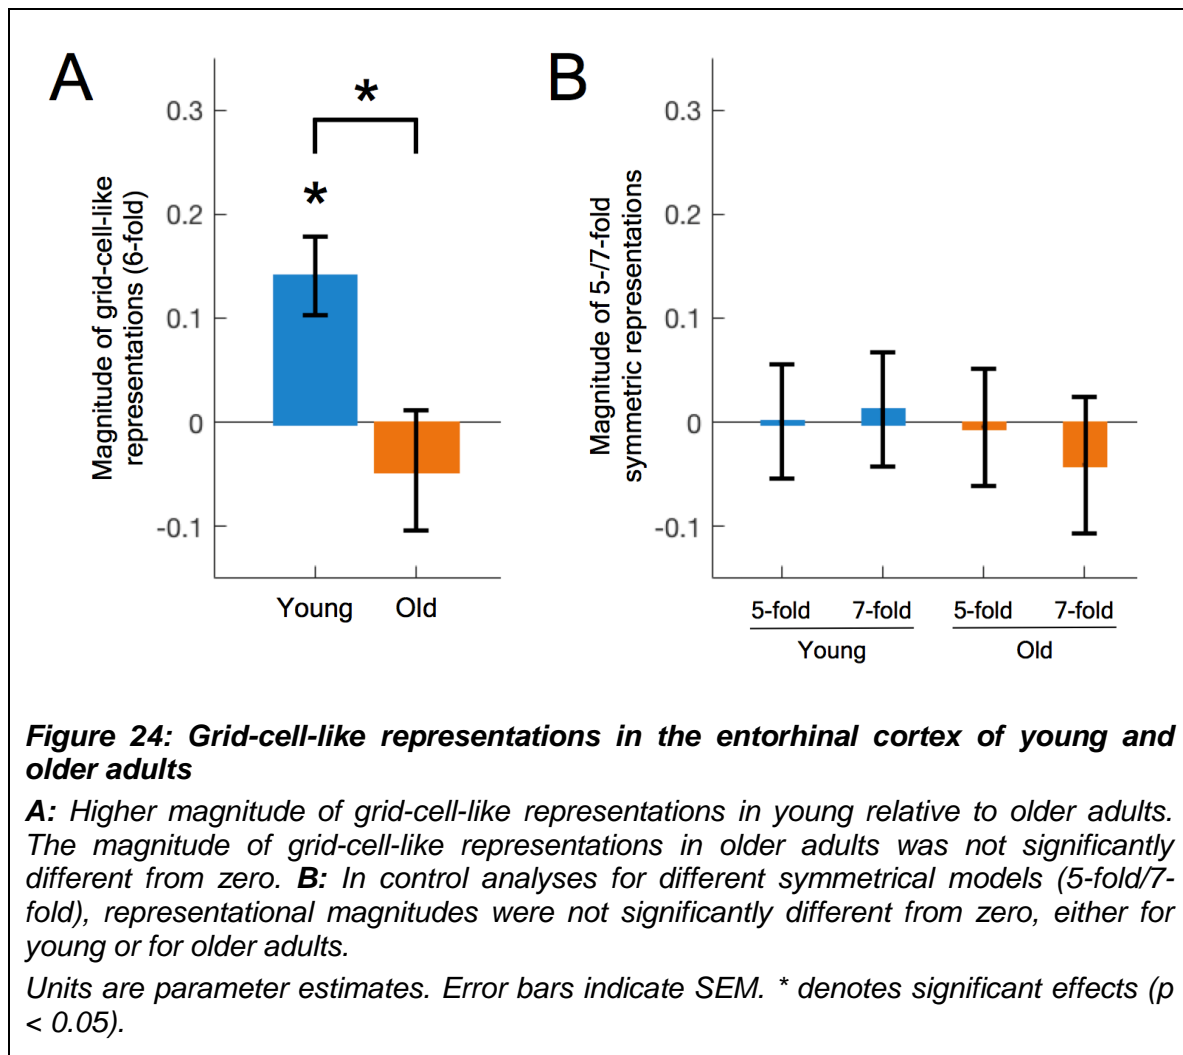 A
*
*
0.3
0.2
0.1
0
-0.1
Magnitude of grid-cell-like
representations (6-fold)
Young Old
B
0.3
0.2
0.1
0
-0.1
Magnitude of 5-/7-fold
symmetric representations
5-fold 7-fold 5-fold 7-fold
Young Old
Figure 24: Grid-cell-like representations in the entorhinal cortex of young and
older adults
A: Higher magnitude of grid-cell-like representations in young relative to older adults.
The magnitude of grid-cell-like representations in older adults was not significantly
different from zero. B: In control analyses for different symmetrical models (5-fold/7-
fold), representational magnitudes were not significantly different from zero, either for
young or for older adults.
Units are parameter estimates. Error bars indicate SEM. * denotes significant effects (p
< 0.05).